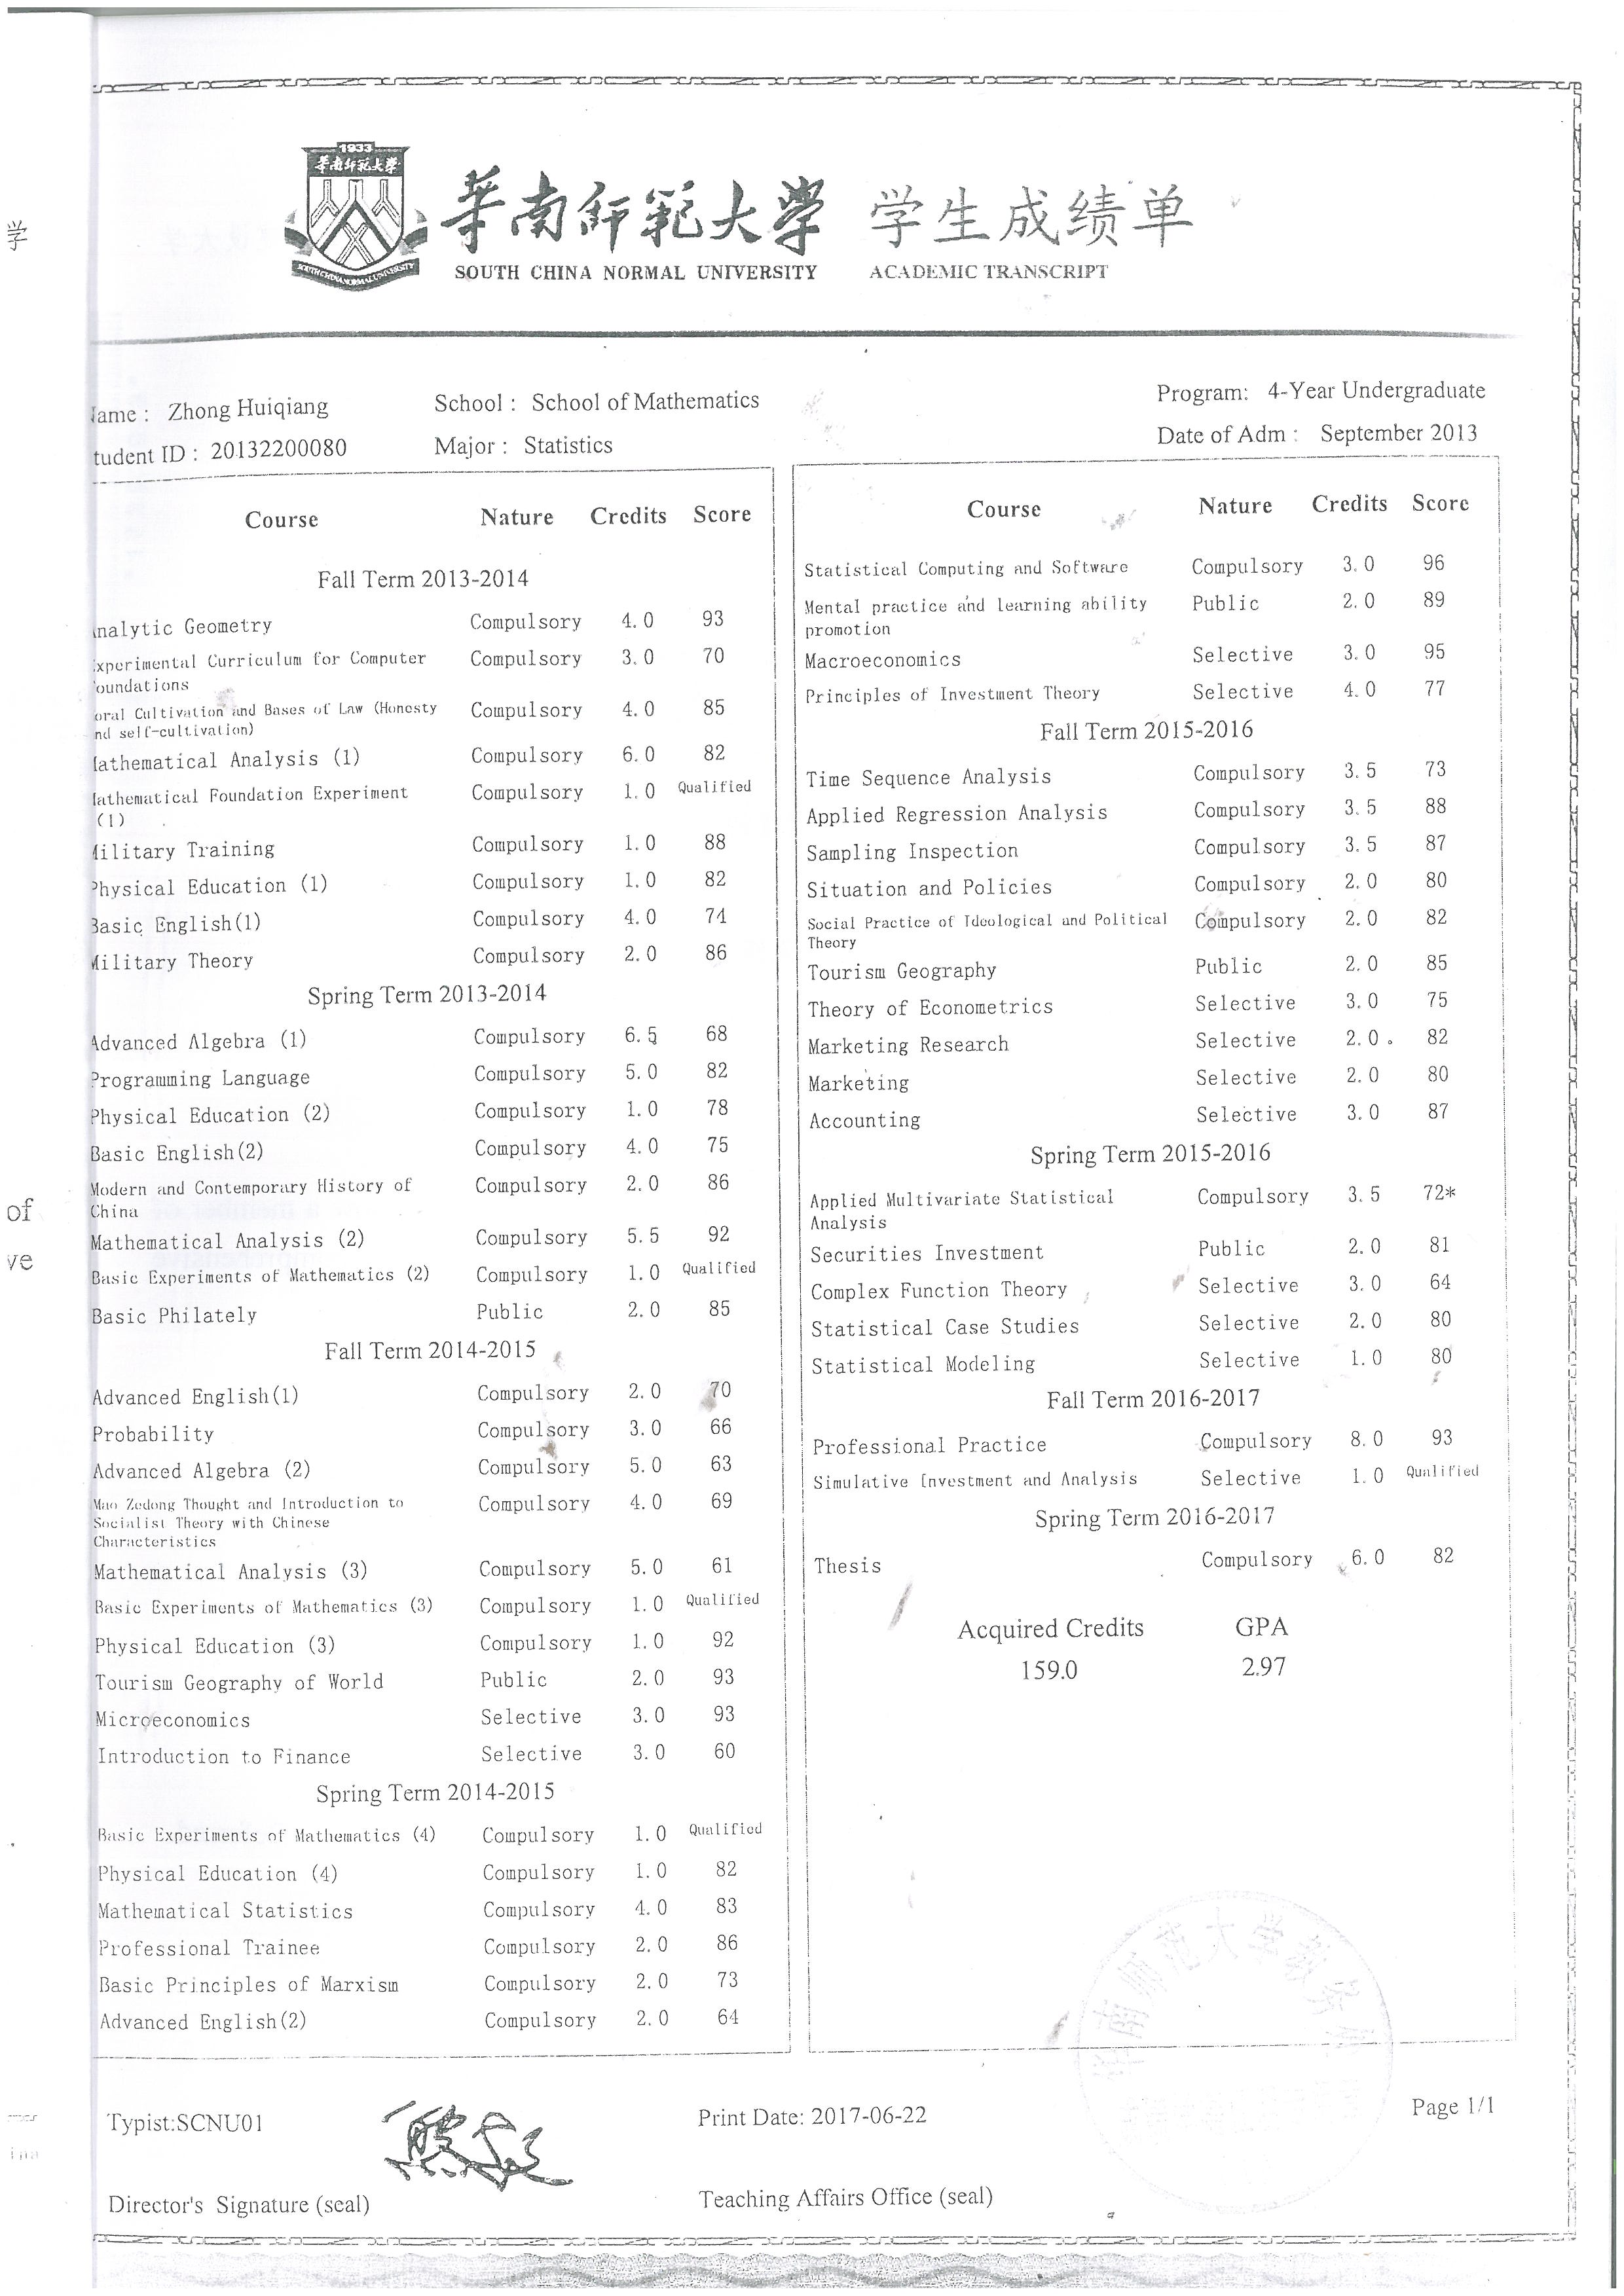 学
of
ve
1933
华南师范大学
SOUTH CHINA NORMAL UNIVERSITY
華南師範大學 学生成绩单
SOUTH CHINA NORMAL UNIVERSITY ACADEMIC TRANSCRIPT
ame : Zhong Huiqiang School : School of Mathematics Program: 4-Year Undergraduate
tudent ID : 20132200080 Major : Statistics Date of Adm : September 2013
Course Nature Credits Score
Fall Term 2013-2014
nalytic Geometry Compulsory 4.0 93
xperimental Curriculum for Computer Compulsory 3.0 70
oundations
oral Cultivation and Bases of Law (Honesty Compulsory 4.0 85
nd self-cultivation)
athematical Analysis (1) Compulsory 6.0 82
athematical Foundation Experiment Compulsory 1.0 Qualified
(1)
Military Training Compulsory 1.0 88
Physical Education (1) Compulsory 1.0 82
Basic English(1) Compulsory 4.0 74
Military Theory Compulsory 2.0 86
Spring Term 2013-2014
Advanced Algebra (1) Compulsory 6.5 68
Programming Language Compulsory 5.0 82
Physical Education (2) Compulsory 1.0 78
Basic English(2) Compulsory 4.0 75
Modern and Contemporary History of Compulsory 2.0 86
China
Mathematical Analysis (2) Compulsory 5.5 92
Basic Experiments of Mathematics (2) Compulsory 1.0 Qualified
Basic Philately Public 2.0 85
Fall Term 2014-2015
Advanced English(1) Compulsory 2.0 70
Probability Compulsory 3.0 66
Advanced Algebra (2) Compulsory 5.0 63
Mao Zedong Thought and Introduction to Compulsory 4.0 69
Socialist Theory with Chinese
Characteristics
Mathematical Analysis (3) Compulsory 5.0 61
Basic Experiments of Mathematics (3) Compulsory 1.0 Qualified
Physical Education (3) Compulsory 1.0 92
Tourism Geography of World Public 2.0 93
Microeconomics Selective 3.0 93
Introduction to Finance Selective 3.0 60
Spring Term 2014-2015
Basic Experiments of Mathematics (4) Compulsory 1.0 Qualified
Physical Education (4) Compulsory 1.0 82
Mathematical Statistics Compulsory 4.0 83
Professional Trainee Compulsory 2.0 86
Basic Principles of Marxism Compulsory 2.0 73
Advanced English(2) Compulsory 2.0 64
Course Nature Credits Score
Statistical Computing and Software Compulsory 3.0 96
Mental practice and learning ability Public 2.0 89
promotion
Macroeconomics Selective 3.0 95
Principles of Investment Theory Selective 4.0 77
Fall Term 2015-2016
Time Sequence Analysis Compulsory 3.5 73
Applied Regression Analysis Compulsory 3.5 88
Sampling Inspection Compulsory 3.5 87
Situation and Policies Compulsory 2.0 80
Social Practice of Ideological and Political Compulsory 2.0 82
Theory
Tourism Geography Public 2.0 85
Theory of Econometrics Selective 3.0 75
Marketing Research Selective 2.0 82
Marketing Selective 2.0 80
Accounting Selective 3.0 87
Spring Term 2015-2016
Applied Multivariate Statistical Compulsory 3.5 72*
Analysis
Securities Investment Public 2.0 81
Complex Function Theory Selective 3.0 64
Statistical Case Studies Selective 2.0 80
Statistical Modeling Selective 1.0 80
Fall Term 2016-2017
Professional Practice Compulsory 8.0 93
Simulative Investment and Analysis Selective 1.0 Qualified
Spring Term 2016-2017
Thesis Compulsory 6.0 82
Acquired Credits GPA
159.0 2.97
Typist:SCNU01 Print Date: 2017-06-22 Page 1/1
Director's Signature (seal) Teaching Affairs Office (seal)